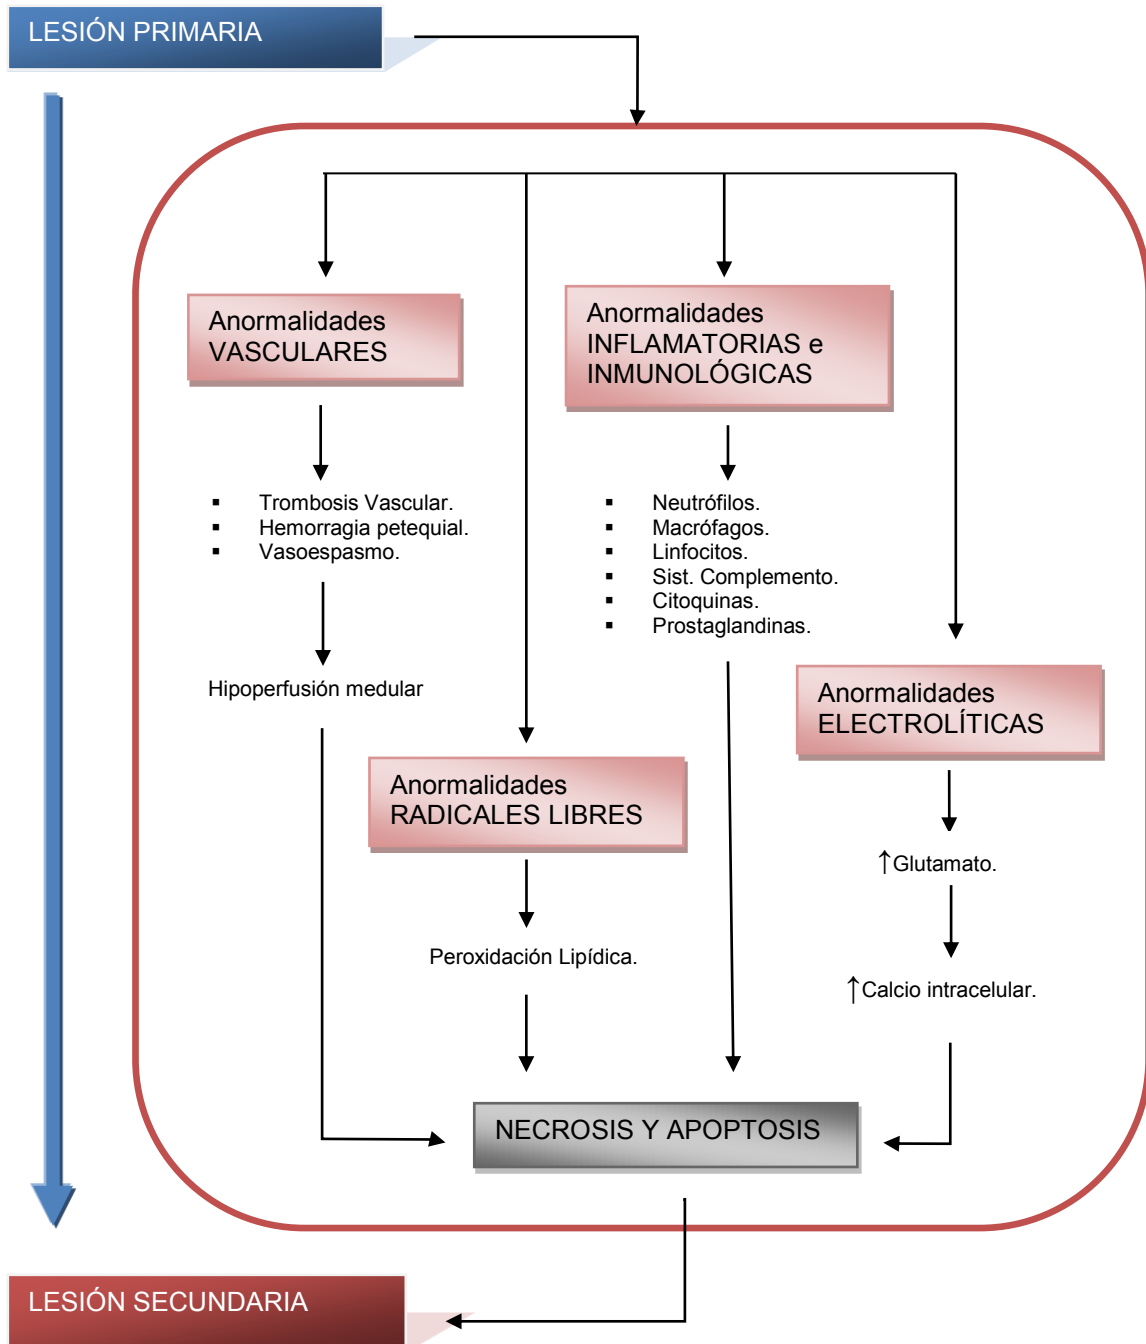 LESIÓN PRIMARIA
Anormalidades
VASCULARES
Anormalidades
INFLAMATORIAS e
INMUNOLÓGICAS
▪ Trombosis Vascular.
▪ Hemorragia petequial.
▪ Vasoespasmo.
▪ Neutrófilos.
▪ Macrófagos.
▪ Linfocitos.
▪ Sist. Complemento.
▪ Citoquinas.
▪ Prostaglandinas.
Hipoperfusión medular
Anormalidades
ELECTROLÍTICAS
Anormalidades
RADICALES LIBRES
↑Glutamato.
Peroxidación Lipídica.
↑Calcio intracelular.
NECROSIS Y APOPTOSIS
LESIÓN SECUNDARIA